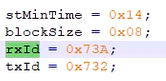 stMinTime = 0x14;
blockSize = 0x08;
rxId = 0x73A;
txId = 0x732;